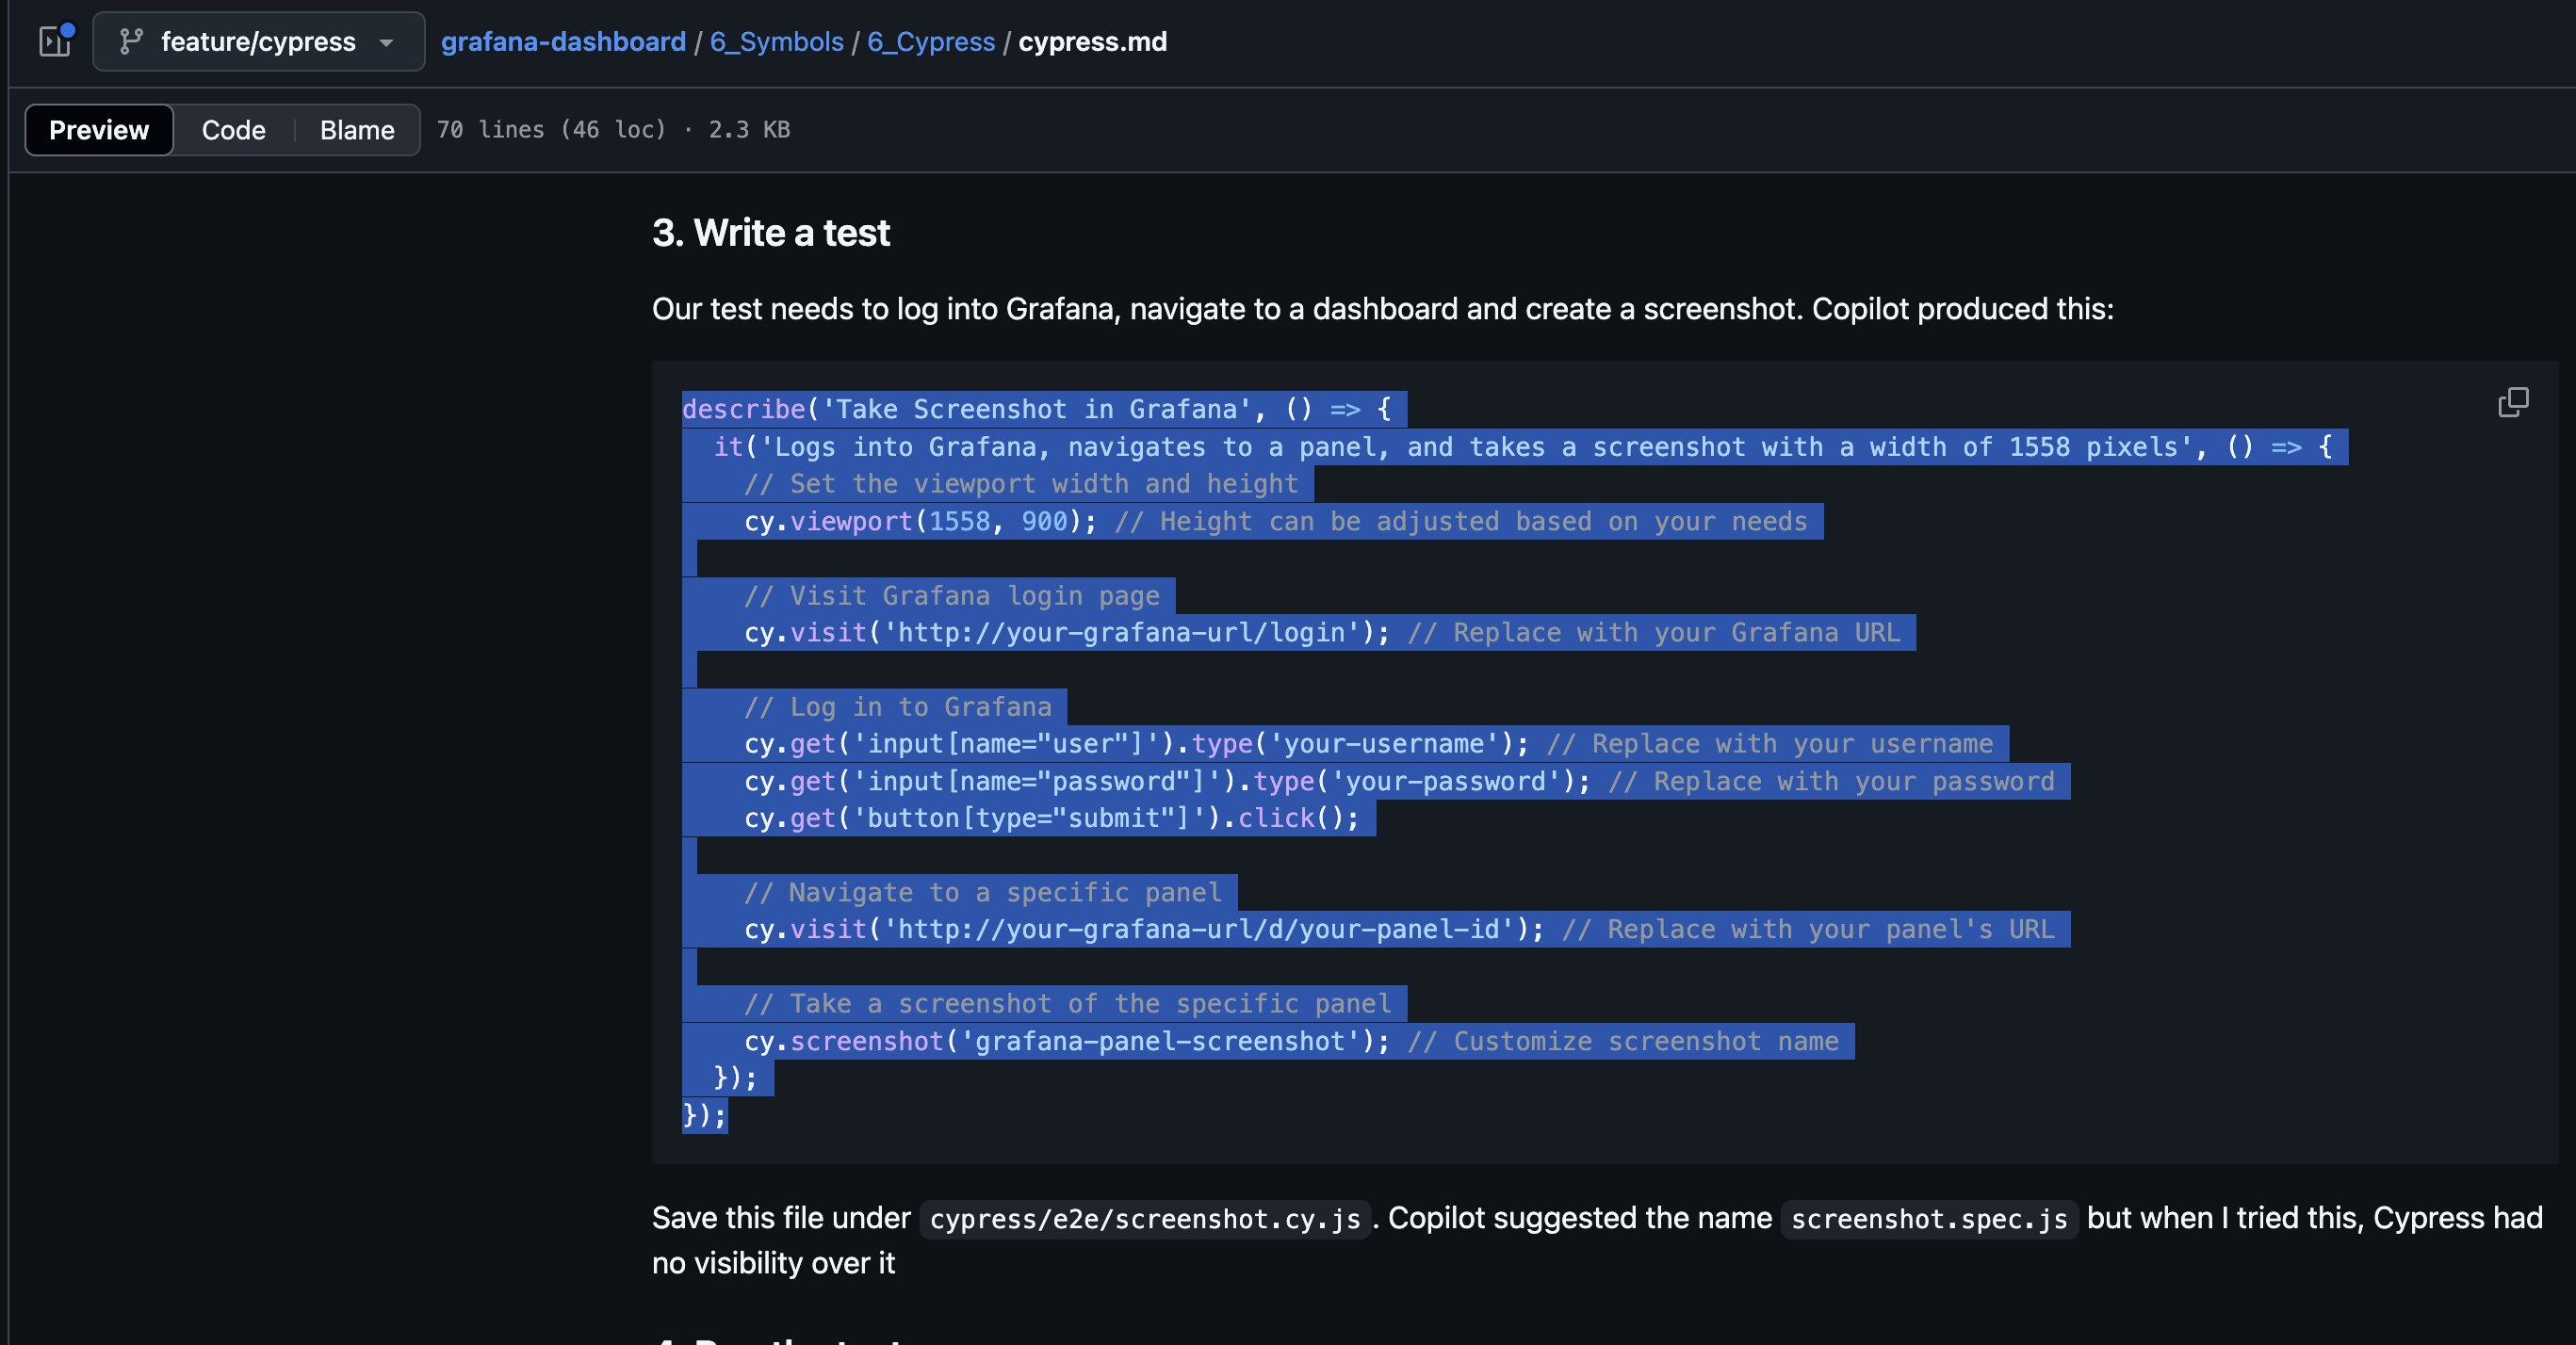 feature/cypress
grafana-dashboard / 6_Symbols / 6_Cypress / cypress.md
Preview Code Blame 70 lines (46 loc) · 2.3 KB
3. Write a test
Our test needs to log into Grafana, navigate to a dashboard and create a screenshot. Copilot produced this:
describe('Take Screenshot in Grafana', () => {
  it('Logs into Grafana, navigates to a panel, and takes a screenshot with a width of 1558 pixels', () => {
    // Set the viewport width and height
    cy.viewport(1558, 900); // Height can be adjusted based on your needs
    // Visit Grafana login page
    cy.visit('http://your-grafana-url/login'); // Replace with your Grafana URL
    // Log in to Grafana
    cy.get('input[name="user"]').type('your-username'); // Replace with your username
    cy.get('input[name="password"]').type('your-password'); // Replace with your password
    cy.get('button[type="submit"]').click();
    // Navigate to a specific panel
    cy.visit('http://your-grafana-url/d/your-panel-id'); // Replace with your panel's URL
    // Take a screenshot of the specific panel
    cy.screenshot('grafana-panel-screenshot'); // Customize screenshot name
  });
});
Save this file under cypress/e2e/screenshot.cy.js. Copilot suggested the name screenshot.spec.js but when I tried this, Cypress had
no visibility over it